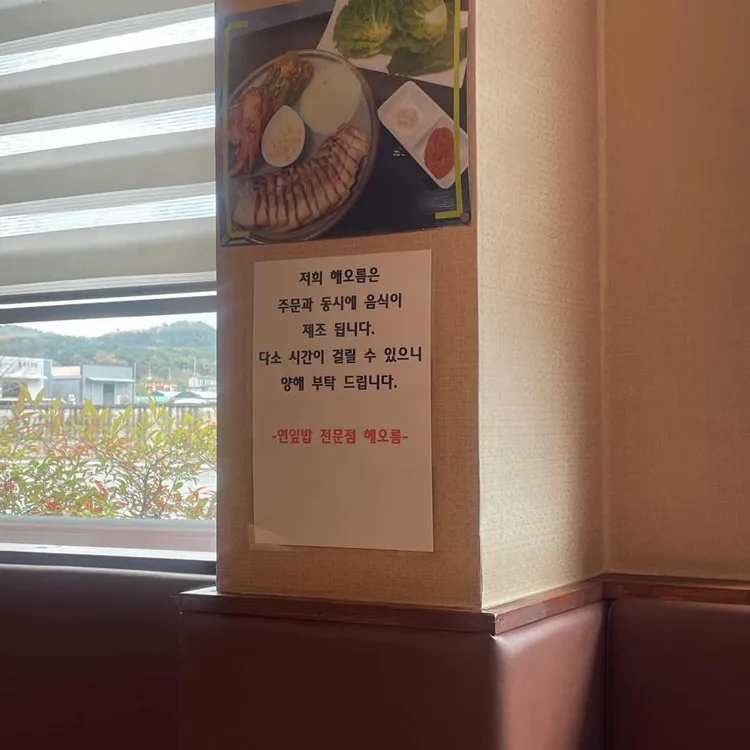 저희 해오름은
주문과 동시에 음식이
제조 됩니다.
다소 시간이 걸릴 수 있으니
양해 부탁 드립니다.
-연잎밥 전문점 해오름-